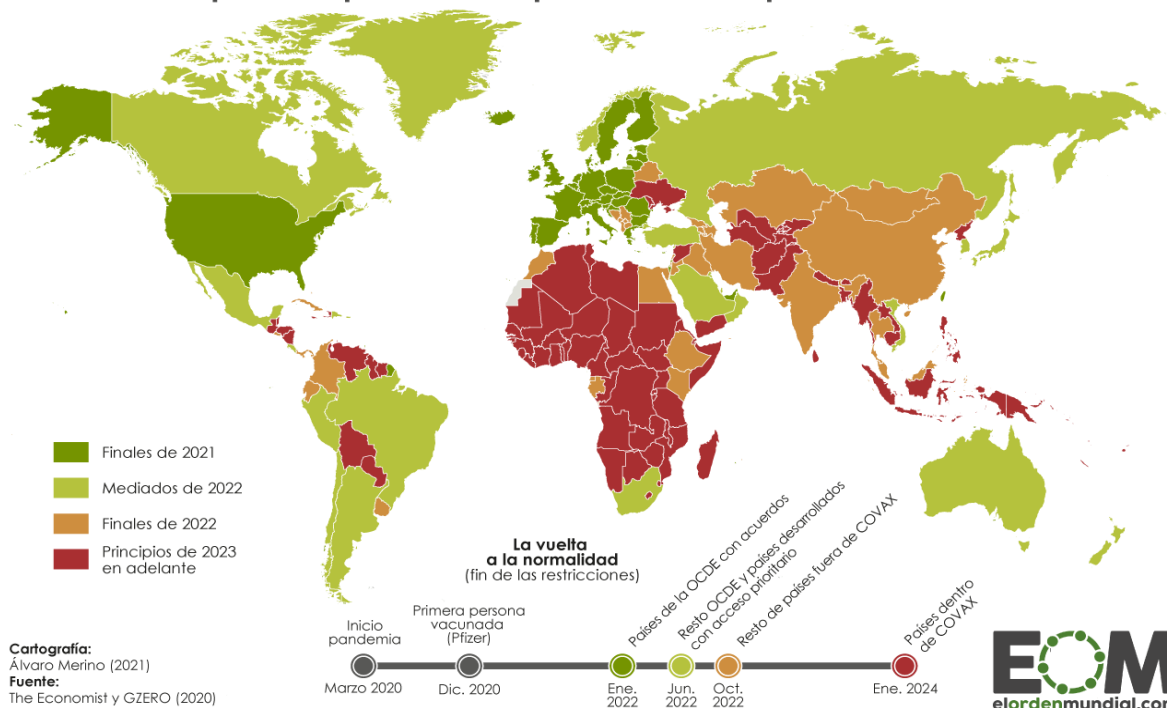 Finales de 2021
Mediados de 2022
Finales de 2022
Principios de 2023
en adelante
La vuelta
a la normalidad
(fin de las restricciones)
Inicio
pandemia
Primera persona
vacunada
(Pfizer)
Países de la OCDE con acuerdos
Resto OCDE y países desarrollados
con acceso prioritario
Resto de países fuera de COVAX
Países dentro
de COVAX
Marzo 2020
Dic. 2020
Ene.
2022
Jun.
2022
Oct.
2022
Ene. 2024
Cartografía:
Álvaro Merino (2021)
Fuente:
The Economist y GZERO (2020)
EOM
elordenmundial.com